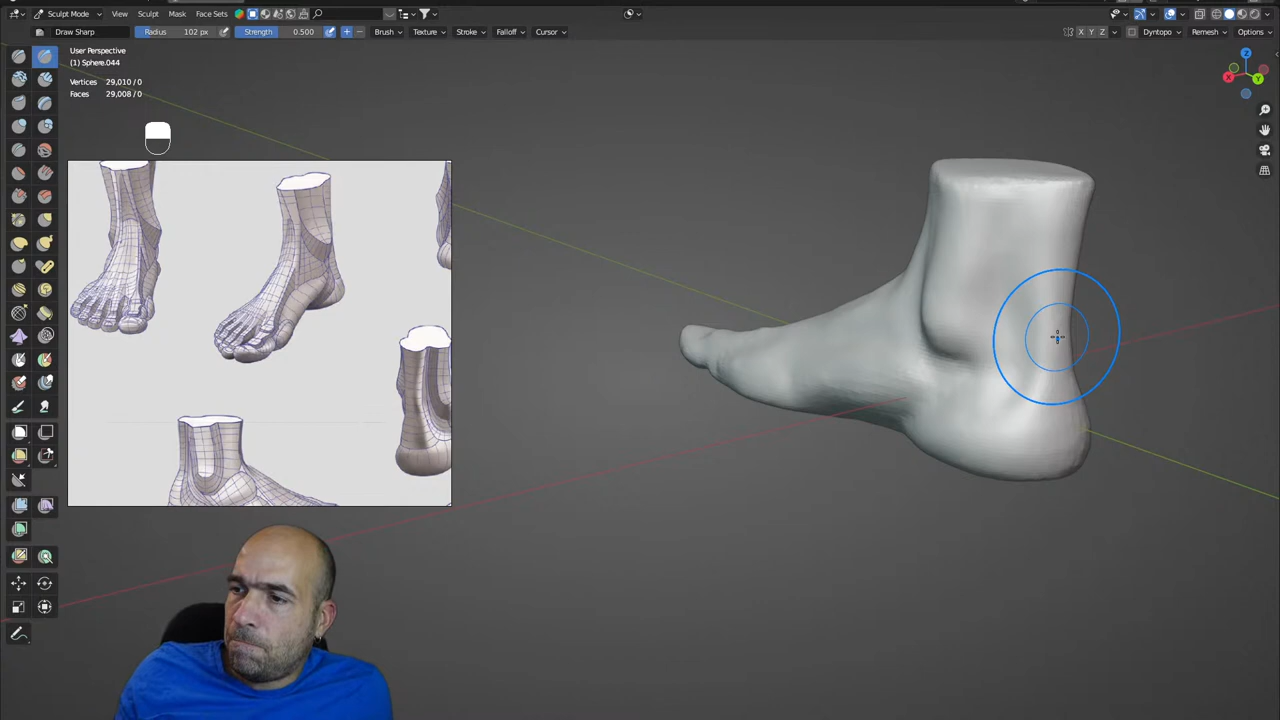 Sculpt Mode View Sculpt Mask Face Sets
Draw Sharp Radius 102 px Strength 0.500 Brush Texture Stroke Falloff Cursor X Y Z Dyntopo Remesh Options
User Perspective
(1) Sphere.044
Vertices 29,010 / 0
Faces 29,008 / 0
Z
X
Y